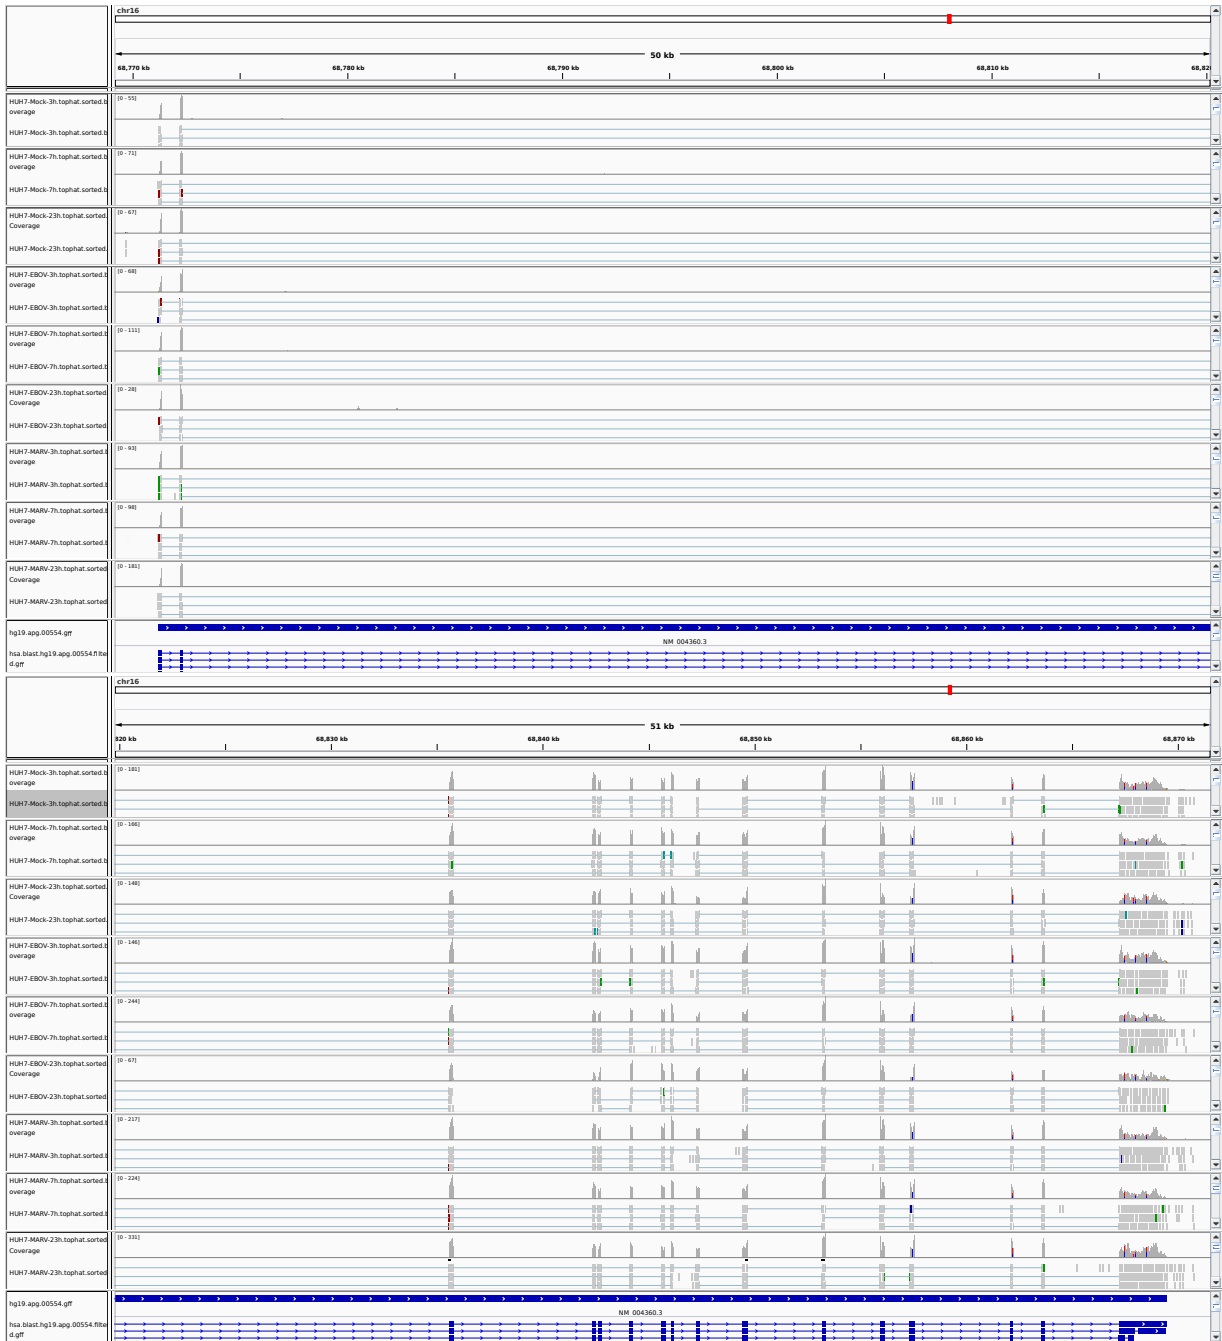 chr16
50 kb
68,770 kb 68,780 kb 68,790 kb 68,800 kb 68,810 kb 68,82
HUH7-Mock-3h.tophat.sorted.b [0 - 55]
overage
HUH7-Mock-3h.tophat.sorted.b
HUH7-Mock-7h.tophat.sorted.b [0 - 71]
overage
HUH7-Mock-7h.tophat.sorted.b
HUH7-Mock-23h.tophat.sorted. [0 - 67]
Coverage
HUH7-Mock-23h.tophat.sorted.
HUH7-EBOV-3h.tophat.sorted.b [0 - 68]
overage
HUH7-EBOV-3h.tophat.sorted.b
HUH7-EBOV-7h.tophat.sorted.b [0 - 111]
overage
HUH7-EBOV-7h.tophat.sorted.b
HUH7-EBOV-23h.tophat.sorted. [0 - 28]
Coverage
HUH7-EBOV-23h.tophat.sorted.
HUH7-MARV-3h.tophat.sorted.b [0 - 93]
overage
HUH7-MARV-3h.tophat.sorted.b
HUH7-MARV-7h.tophat.sorted.b [0 - 98]
overage
HUH7-MARV-7h.tophat.sorted.b
HUH7-MARV-23h.tophat.sorted [0 - 181]
Coverage
HUH7-MARV-23h.tophat.sorted
hg19.apg.00554.gff
NM_004360.3
hsa.blast.hg19.apg.00554.filte
d.gff
chr16
51 kb
820 kb 68,830 kb 68,840 kb 68,850 kb 68,860 kb 68,870 kb
HUH7-Mock-3h.tophat.sorted.b [0 - 181]
overage
HUH7-Mock-3h.tophat.sorted.b
HUH7-Mock-7h.tophat.sorted.b [0 - 166]
overage
HUH7-Mock-7h.tophat.sorted.b
HUH7-Mock-23h.tophat.sorted. [0 - 148]
Coverage
HUH7-Mock-23h.tophat.sorted.
HUH7-EBOV-3h.tophat.sorted.b [0 - 146]
overage
HUH7-EBOV-3h.tophat.sorted.b
HUH7-EBOV-7h.tophat.sorted.b [0 - 244]
overage
HUH7-EBOV-7h.tophat.sorted.b
HUH7-EBOV-23h.tophat.sorted. [0 - 67]
Coverage
HUH7-EBOV-23h.tophat.sorted.
HUH7-MARV-3h.tophat.sorted.b [0 - 217]
overage
HUH7-MARV-3h.tophat.sorted.b
HUH7-MARV-7h.tophat.sorted.b [0 - 224]
overage
HUH7-MARV-7h.tophat.sorted.b
HUH7-MARV-23h.tophat.sorted [0 - 331]
Coverage
HUH7-MARV-23h.tophat.sorted
hg19.apg.00554.gff
NM_004360.3
hsa.blast.hg19.apg.00554.filte
d.gff